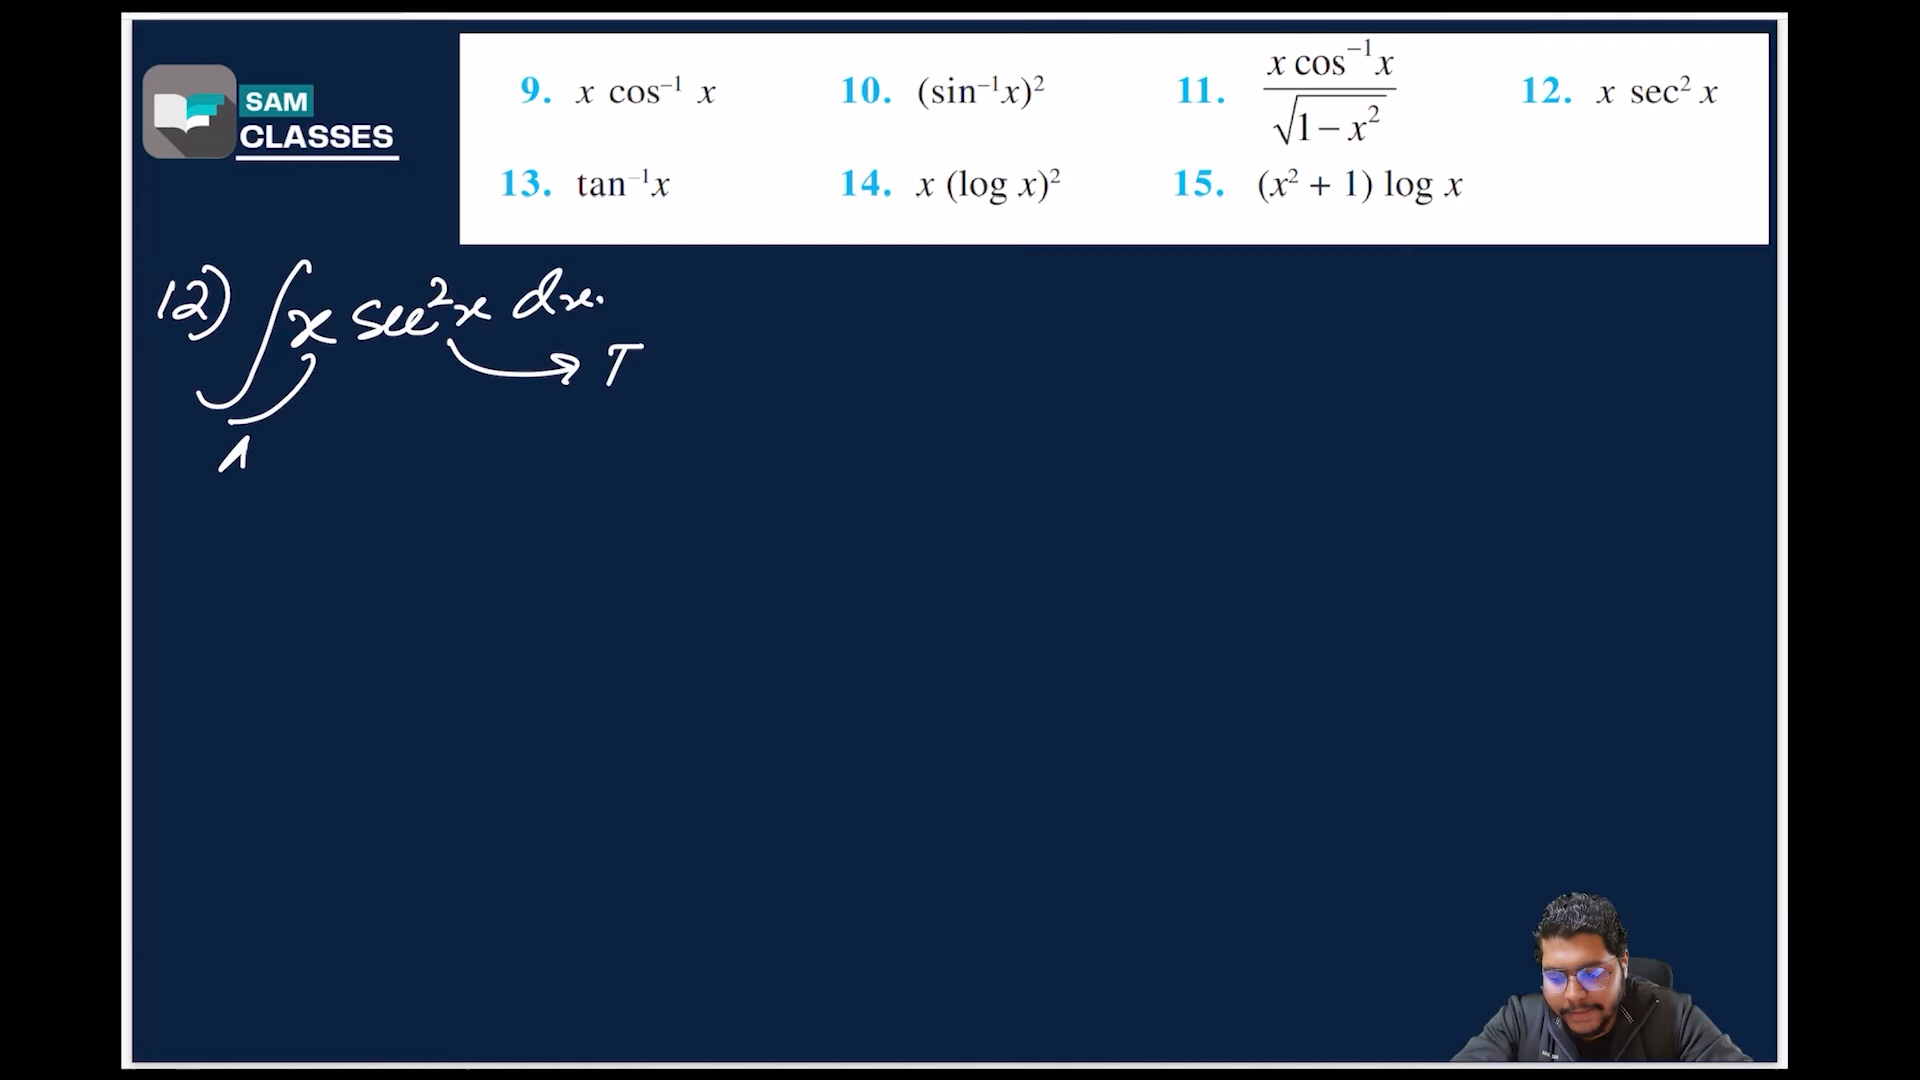 SAM
CLASSES
9. x cos⁻¹ x 10. (sin⁻¹x)² 11. x cos⁻¹x / √1−x² 12. x sec² x
13. tan⁻¹x 14. x (log x)² 15. (x² + 1) log x
12) ∫x sec²x dx.
T
A